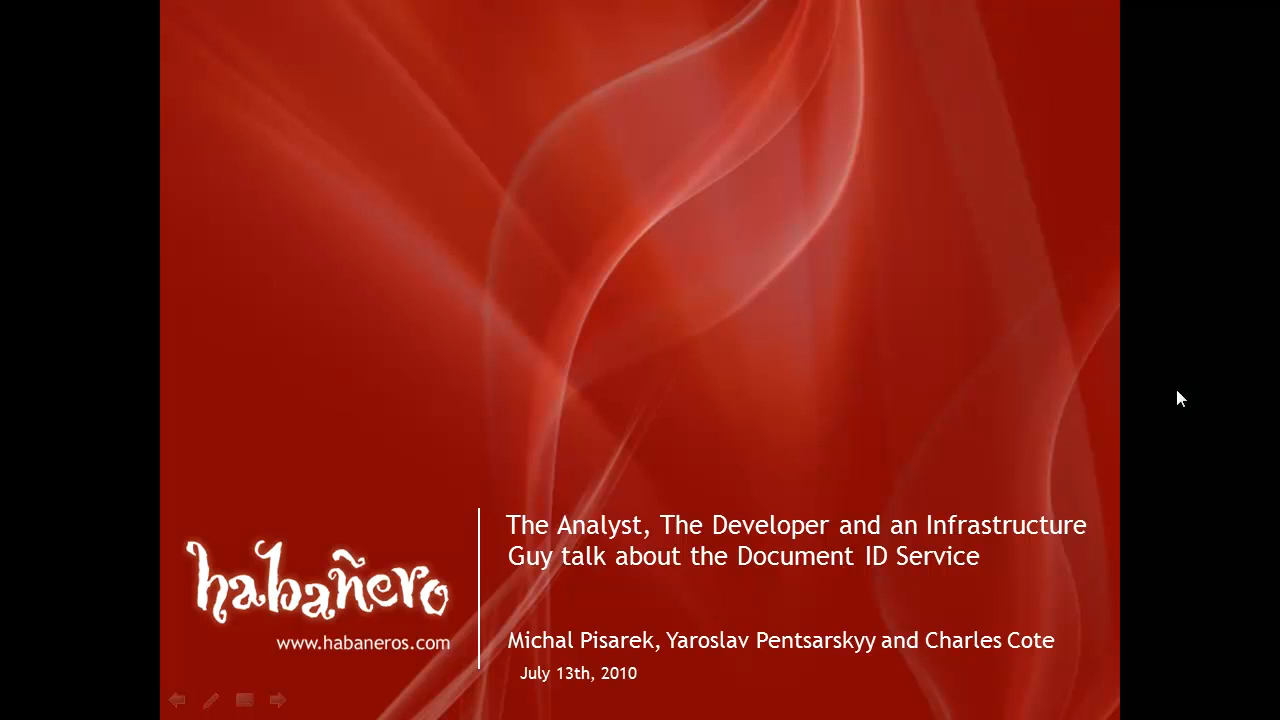 The Analyst, The Developer and an Infrastructure
Guy talk about the Document ID Service
habañero
www.habaneros.com
Michal Pisarek, Yaroslav Pentsarskyy and Charles Cote
July 13th, 2010